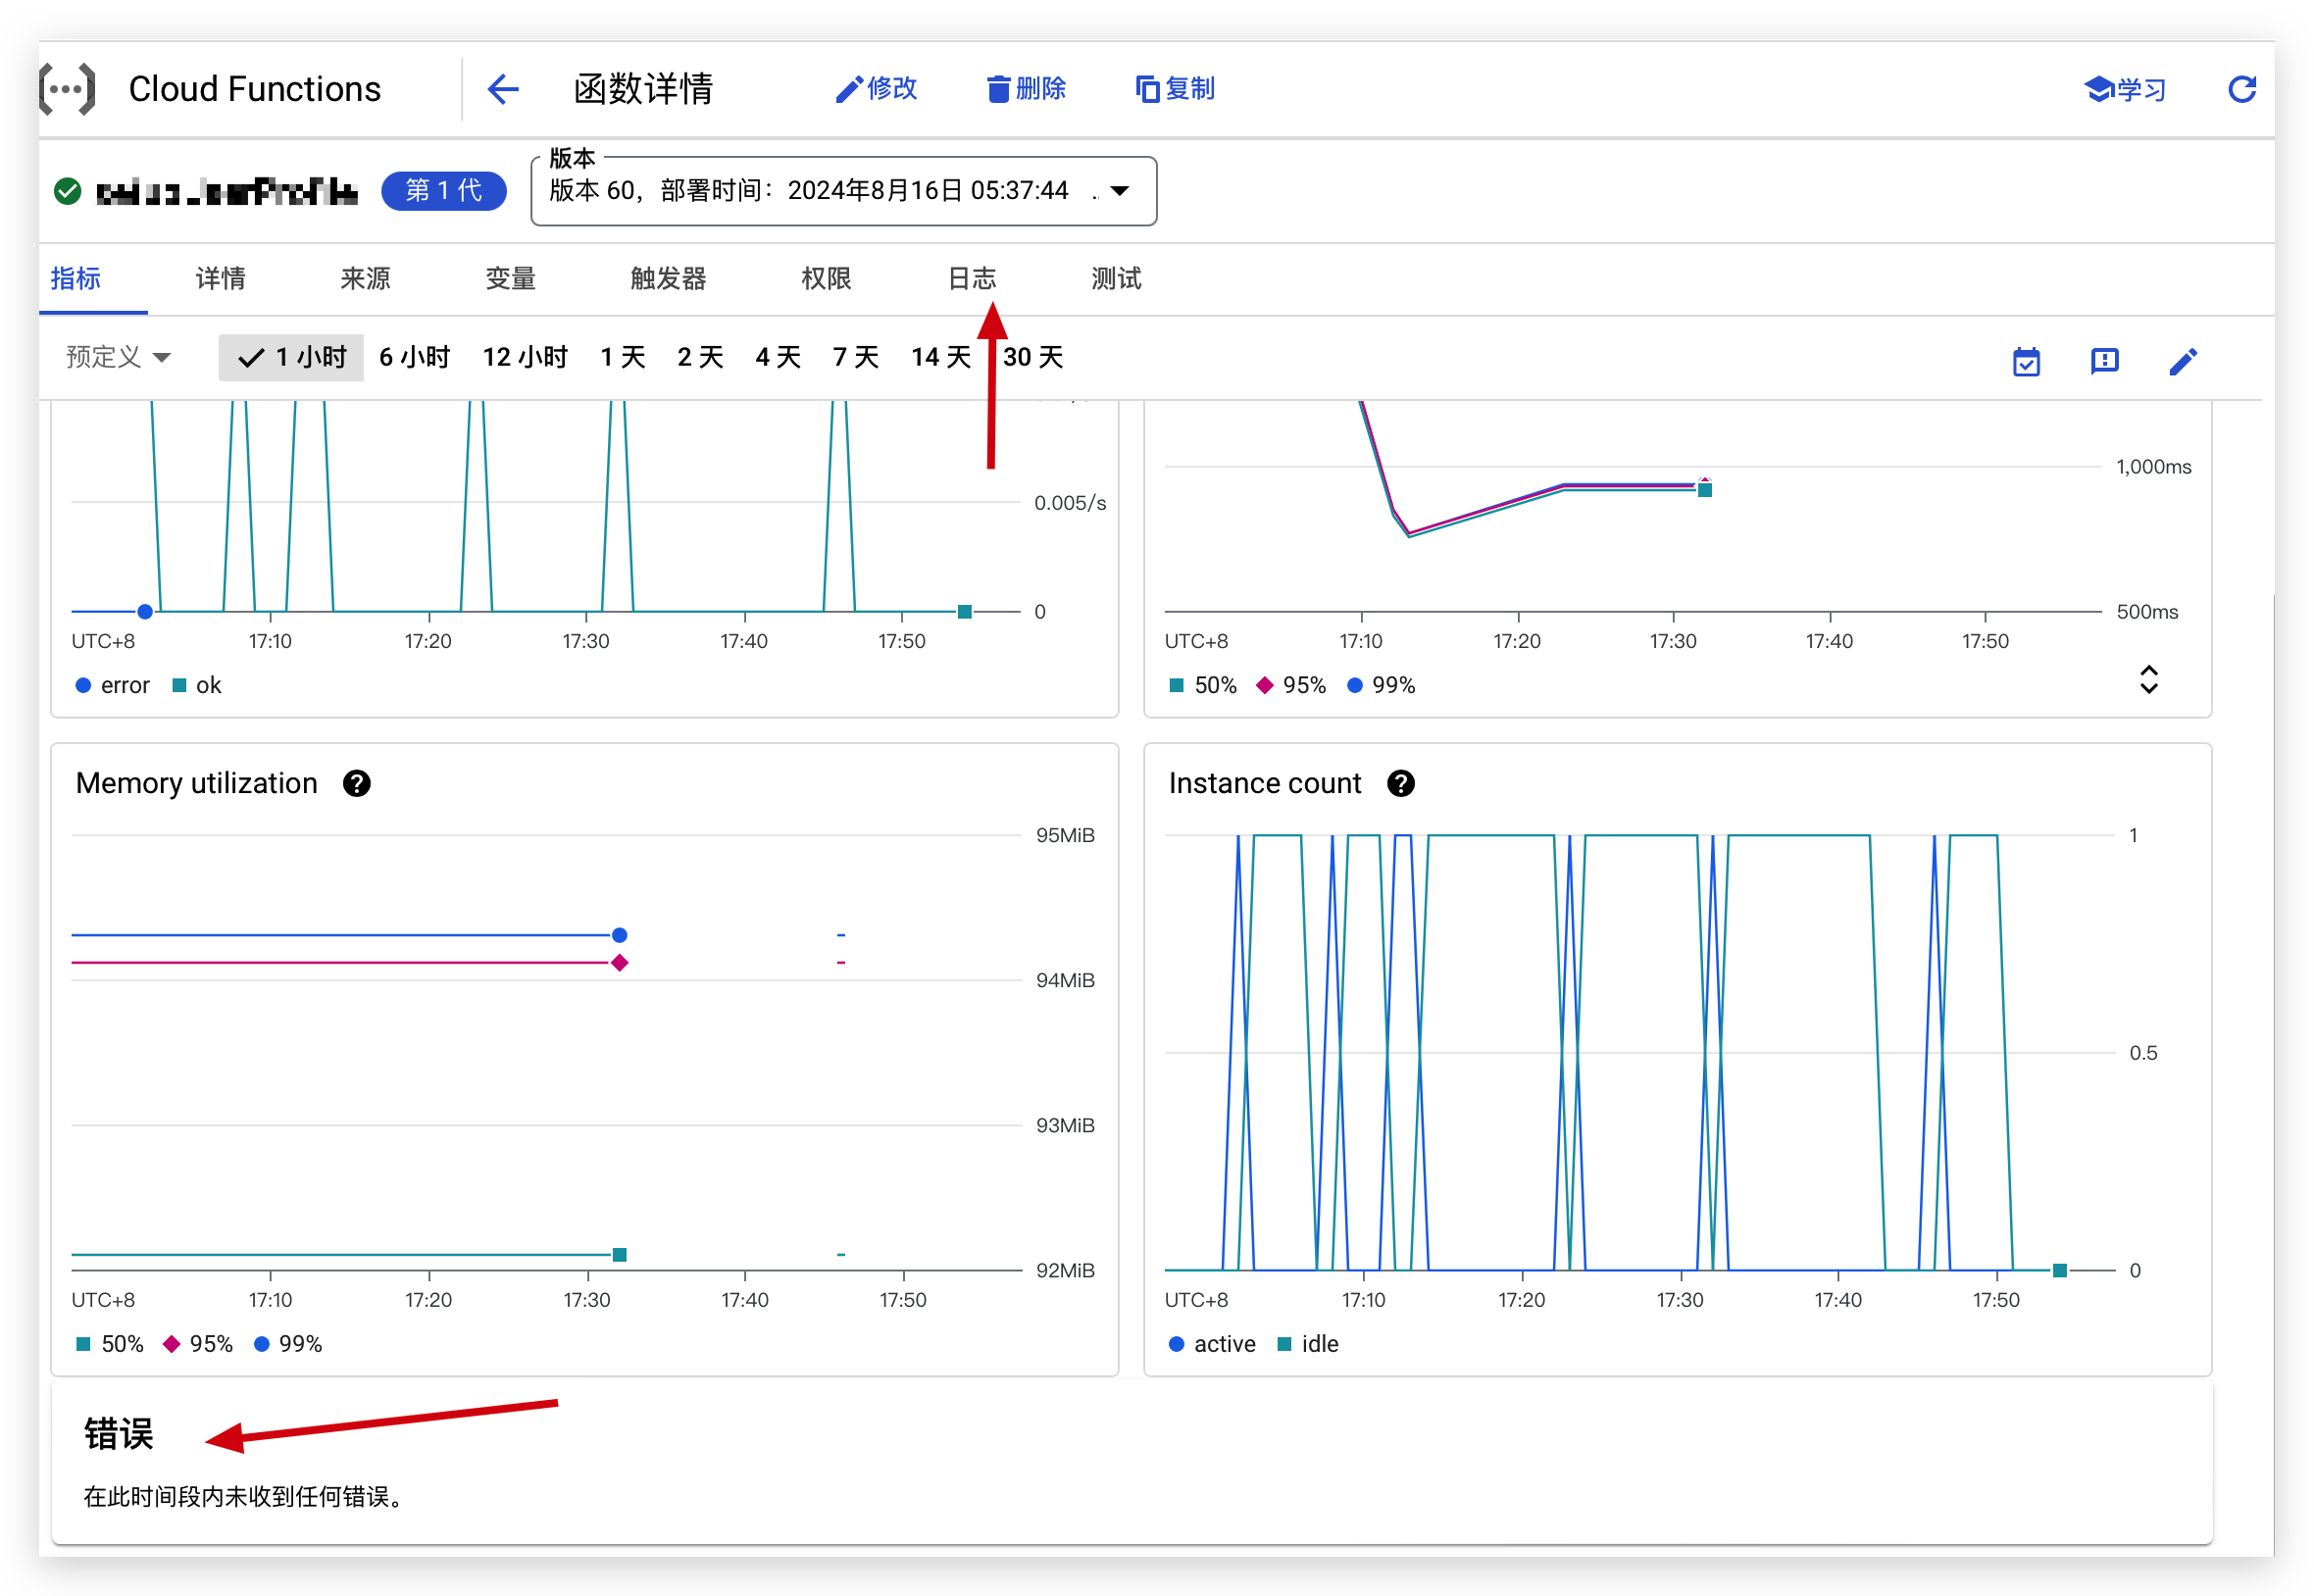 Cloud Functions
函数详情
修改
删除
复制
学习
第 1 代
版本
版本 60，部署时间：2024年8月16日 05:37:44 ..
指标
详情
来源
变量
触发器
权限
日志
测试
预定义
1 小时
6 小时
12 小时
1 天
2 天
4 天
7 天
14 天
30 天
0.005/s
0
UTC+8
17:10
17:20
17:30
17:40
17:50
error
ok
1,000ms
500ms
UTC+8
17:10
17:20
17:30
17:40
17:50
50%
95%
99%
Memory utilization
95MiB
94MiB
93MiB
92MiB
UTC+8
17:10
17:20
17:30
17:40
17:50
50%
95%
99%
Instance count
1
0.5
0
UTC+8
17:10
17:20
17:30
17:40
17:50
active
idle
错误
在此时间段内未收到任何错误。